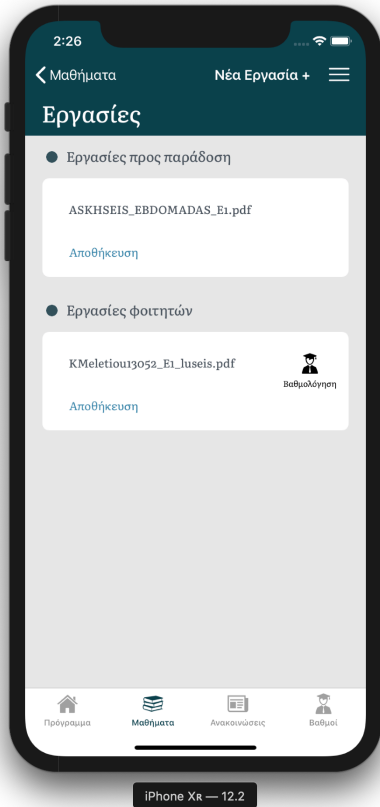 2:26
Μαθήματα
Νέα Εργασία +
Εργασίες
Εργασίες προς παράδοση
ASKHSEIS_EBDOMADAS_E1.pdf
Αποθήκευση
Εργασίες φοιτητών
KMeletiou13052_E1_luseis.pdf
Βαθμολόγηση
Αποθήκευση
Πρόγραμμα
Μαθήματα
Ανακοινώσεις
Βαθμοί
iPhone Xʀ — 12.2